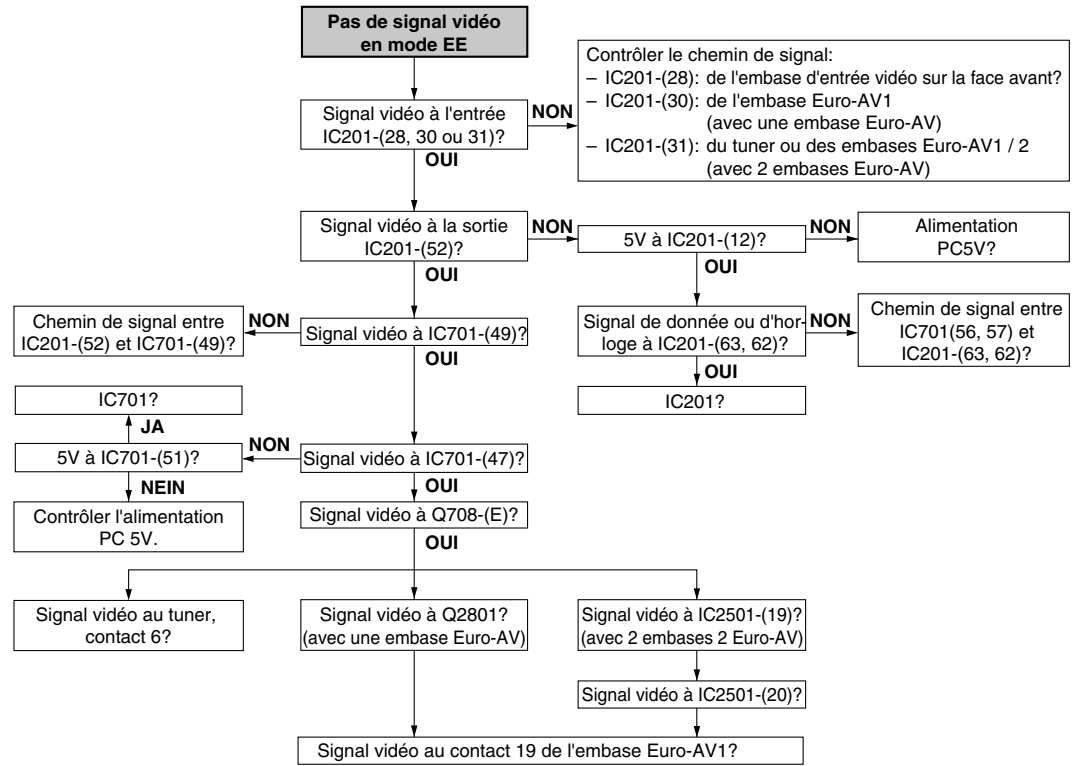 Pas de signal vidéo
en mode EE
Contrôler le chemin de signal:
– IC201-(28): de l'embase d'entrée vidéo sur la face avant?
– IC201-(30): de l'embase Euro-AV1
(avec une embase Euro-AV)
– IC201-(31): du tuner ou des embases Euro-AV1 / 2
(avec 2 embases Euro-AV)
Signal vidéo à l'entrée
IC201-(28, 30 ou 31)?
NON
OUI
Signal vidéo à la sortie
IC201-(52)?
NON
5V à IC201-(12)?
NON
Alimentation
PC5V?
OUI
OUI
Chemin de signal entre
IC201-(52) et IC701-(49)?
NON
Signal vidéo à IC701-(49)?
Signal de donnée ou d'hor-
loge à IC201-(63, 62)?
NON
Chemin de signal entre
IC701(56, 57) et
IC201-(63, 62)?
OUI
OUI
IC701?
IC201?
JA
5V à IC701-(51)?
NON
Signal vidéo à IC701-(47)?
NEIN
OUI
Contrôler l'alimentation
PC 5V.
Signal vidéo à Q708-(E)?
OUI
Signal vidéo au tuner,
contact 6?
Signal vidéo à Q2801?
(avec une embase Euro-AV)
Signal vidéo à IC2501-(19)?
(avec 2 embases 2 Euro-AV)
Signal vidéo à IC2501-(20)?
Signal vidéo au contact 19 de l'embase Euro-AV1?